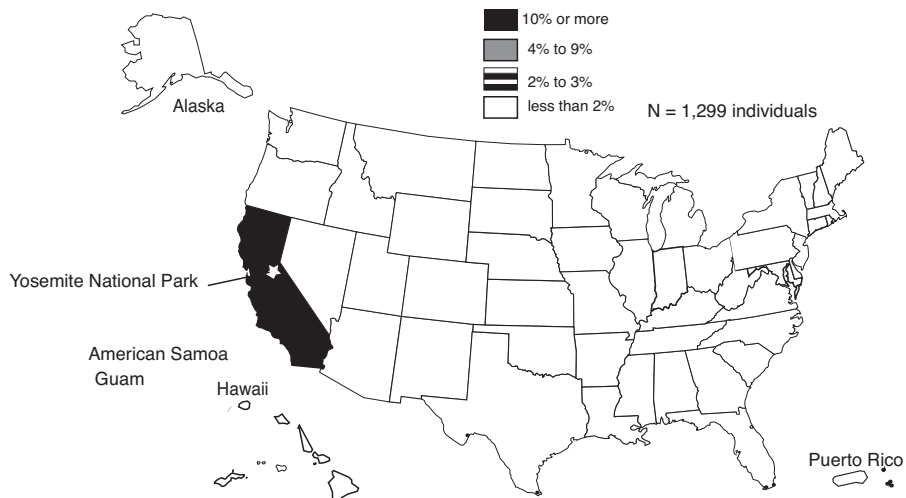 10% or more
4% to 9%
2% to 3%
less than 2%
N = 1,299 individuals
Alaska
Yosemite National Park
American Samoa
Guam
Hawaii
Puerto Rico